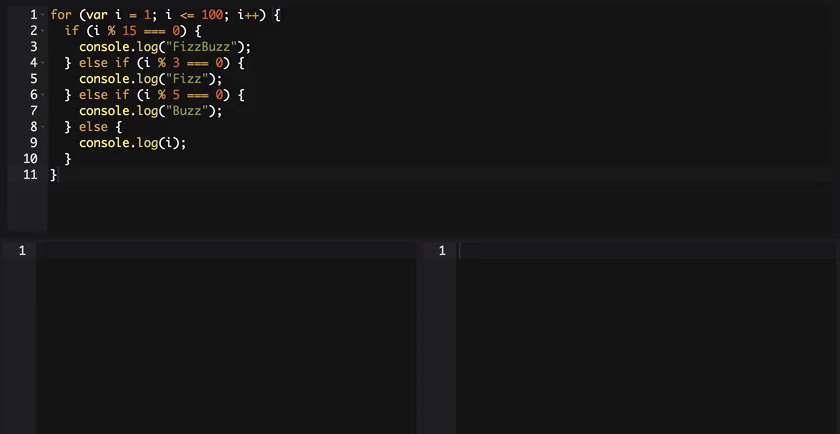 1 for (var i = 1; i <= 100; i++) {
2 if (i % 15 === 0) {
3 console.log("FizzBuzz");
4 } else if (i % 3 === 0) {
5 console.log("Fizz");
6 } else if (i % 5 === 0) {
7 console.log("Buzz");
8 } else {
9 console.log(i);
10 }
11 }
1
1